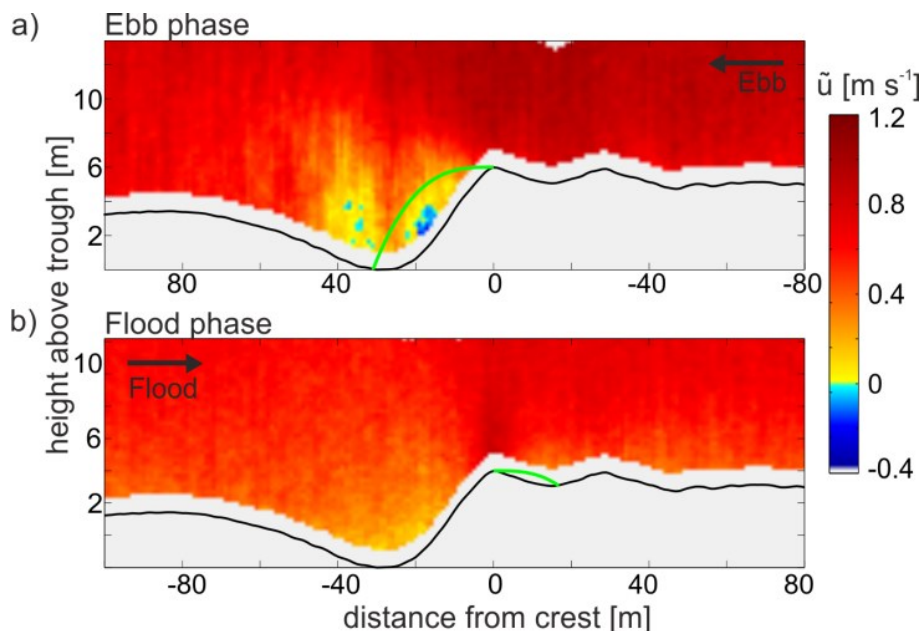 a) Ebb phase
10
6
2
Ebb
80 40 0 -40 -80
b) Flood phase
10
6
2
Flood
-80 -40 0 40 80
height above trough [m]
distance from crest [m]
ũ [m s⁻¹]
1.2
0.8
0.4
0
-0.4